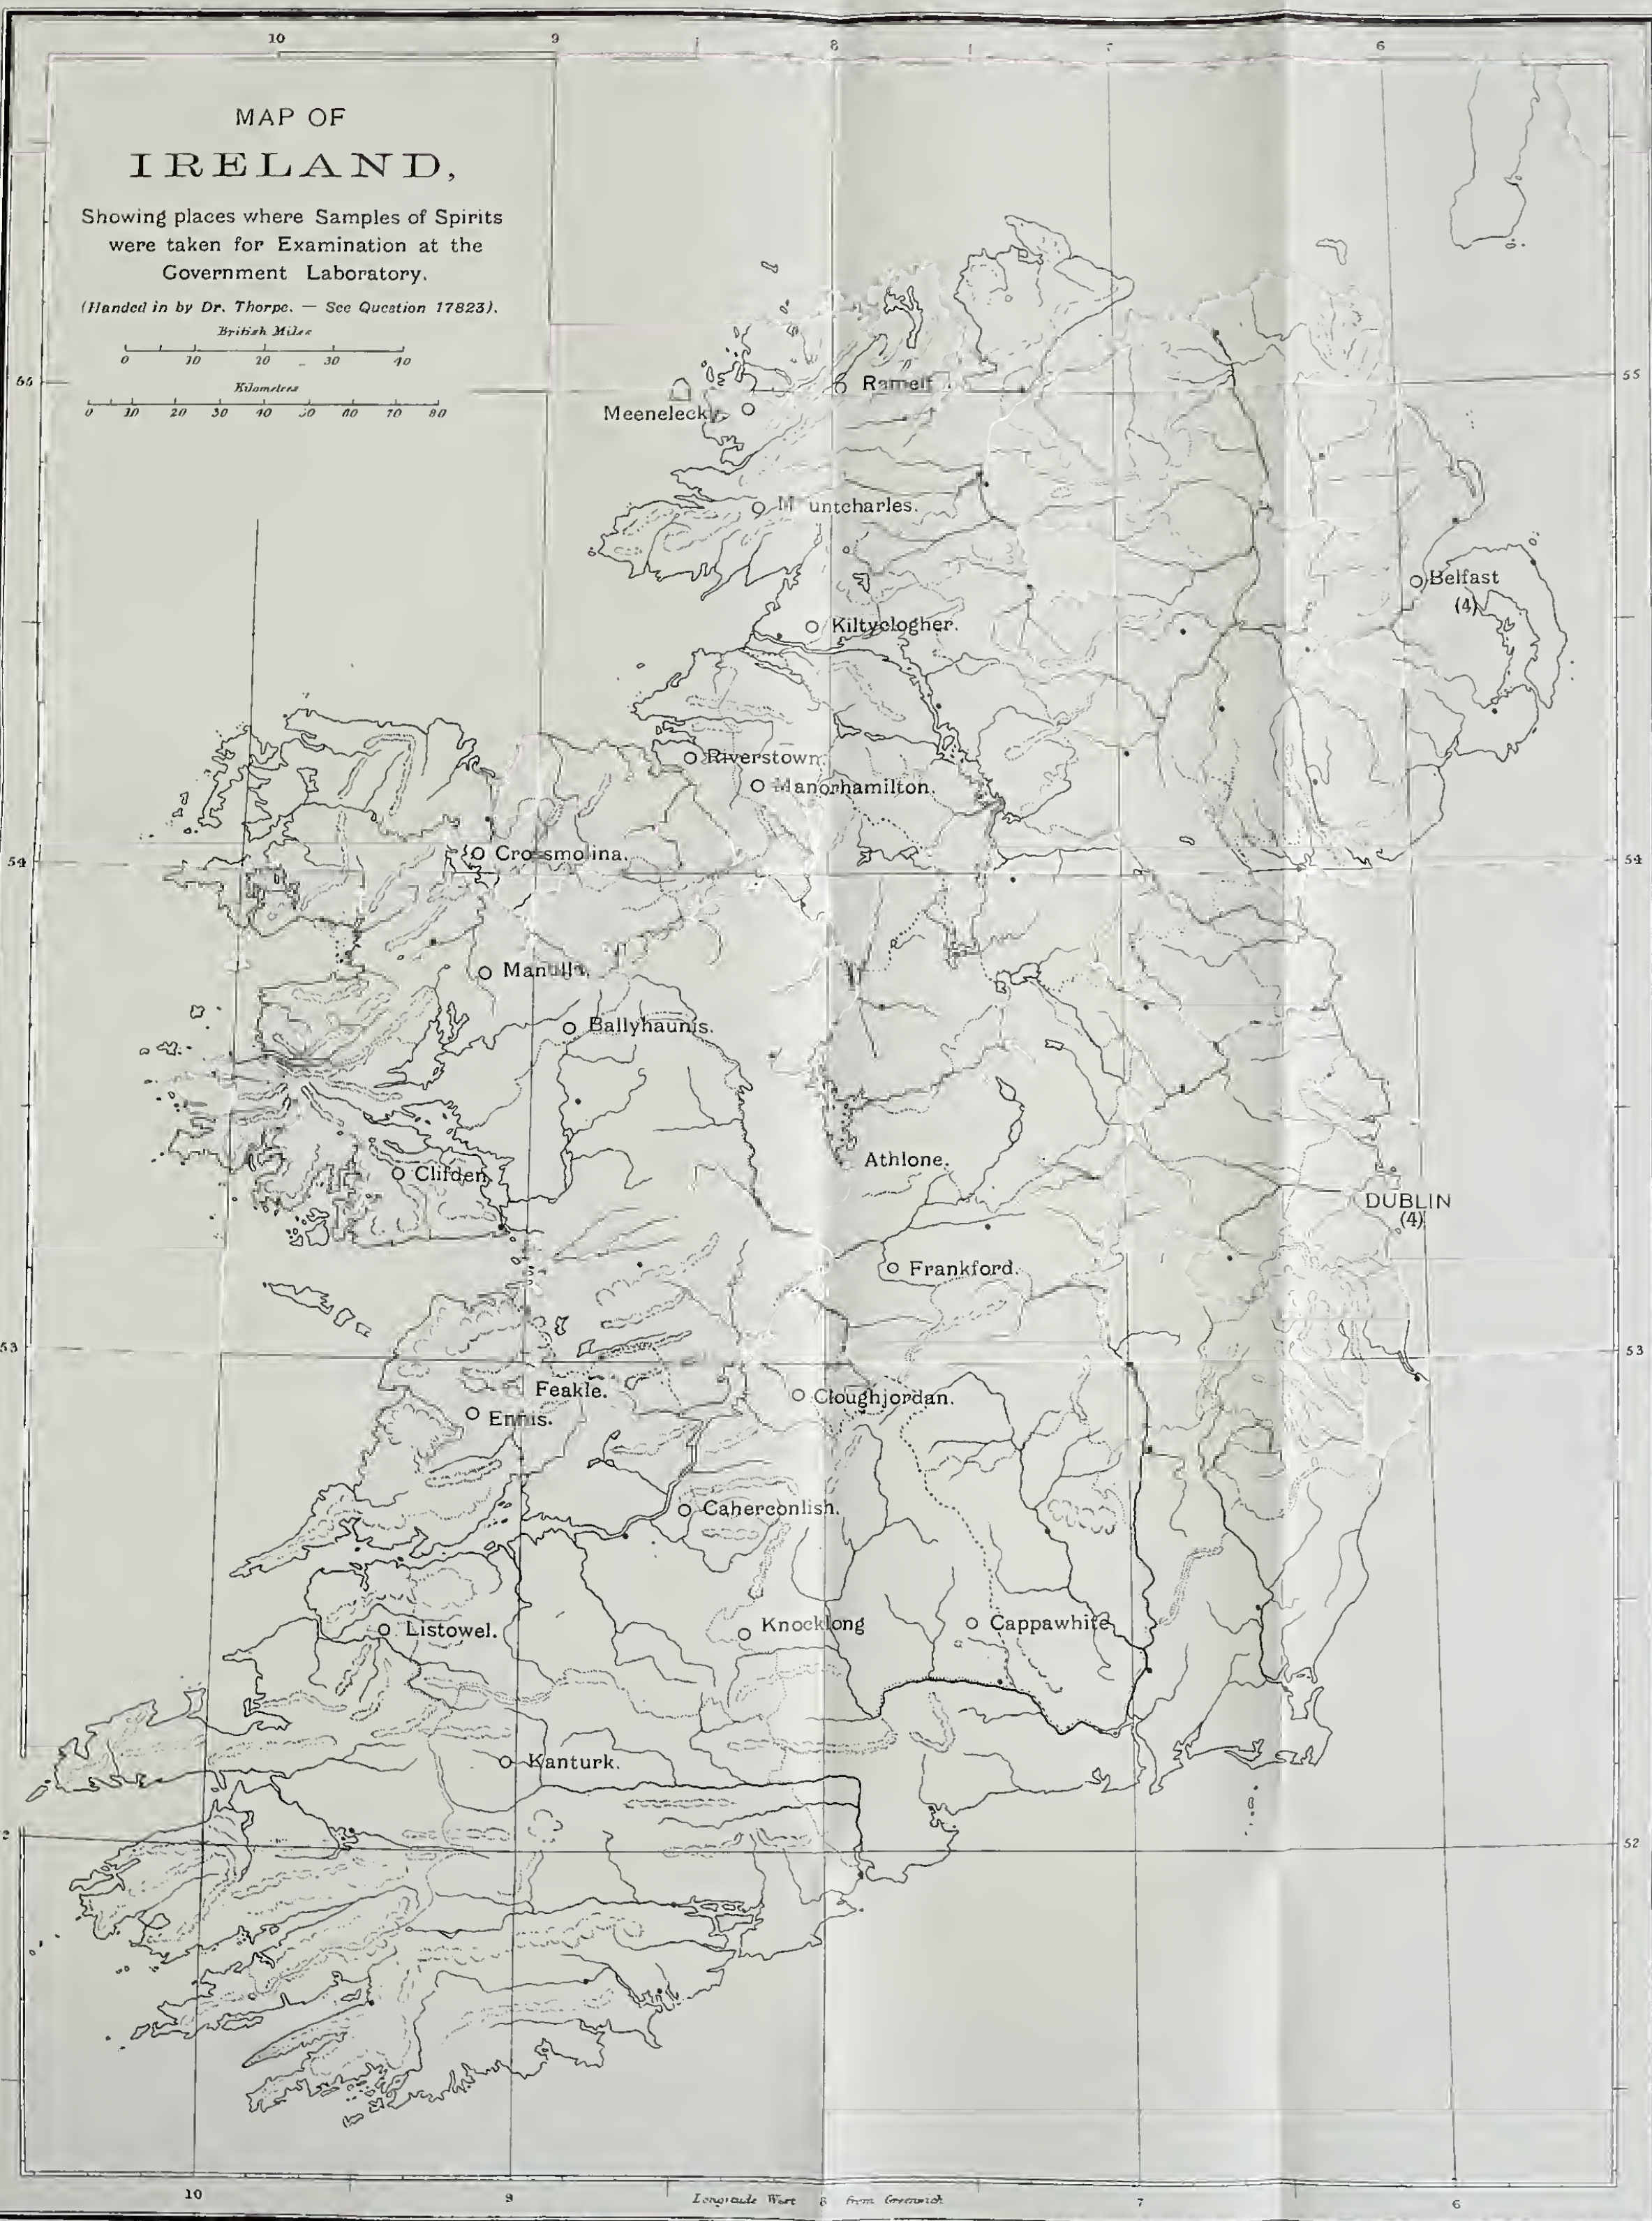 10 9 8 7 6
MAP OF
IRELAND,
Showing places where Samples of Spirits
were taken for Examination at the
Government Laboratory.
(Handed in by Dr. Thorpe. — See Question 17823).
British Miles
0 10 20 30 40
Kilometres
0 10 20 30 40 50 60 70 80
55 55
Ramelt
Meenelecky
Mountcharles.
Belfast
(4)
Kiltyclogher.
Riverstown.
Manorhamilton.
54 Crossmolina. 54
Manulla.
Ballyhaunis.
Athlone.
Clifden
DUBLIN
(4)
Frankford.
53 53
Feakle.
Cloughjordan.
Ennis.
Caherconlish.
Knocklong Cappawhite
Listowel.
Kanturk.
52
10 9 Longitude West 8 from Greenwich 7 6